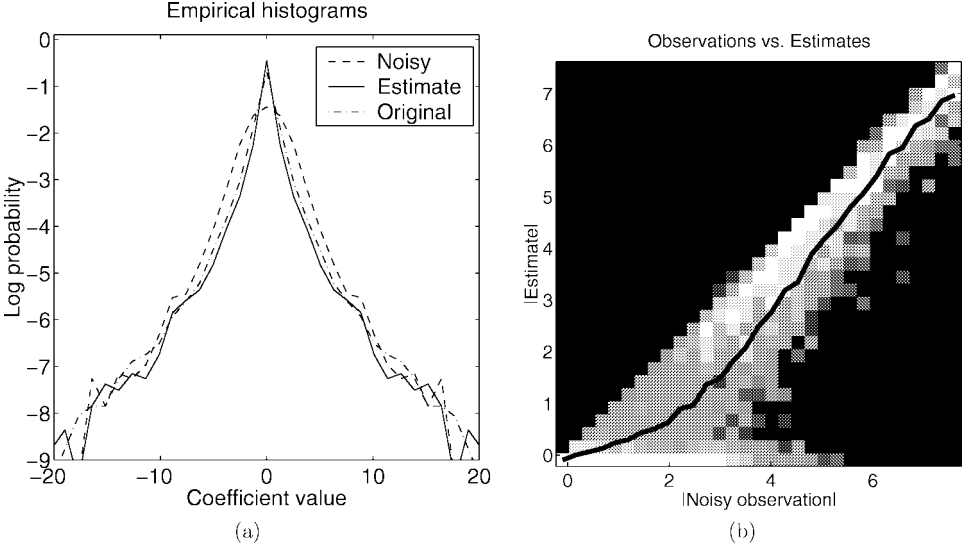 Empirical histograms
0
−1
−2
−3
−4
−5
−6
−7
−8
−9
Log probability
Noisy
Estimate
Original
−20
−10
0
10
20
Coefficient value
(a)
Observations vs. Estimates
7
6
5
4
3
2
1
0
|Estimate|
0
2
4
6
|Noisy observation|
(b)